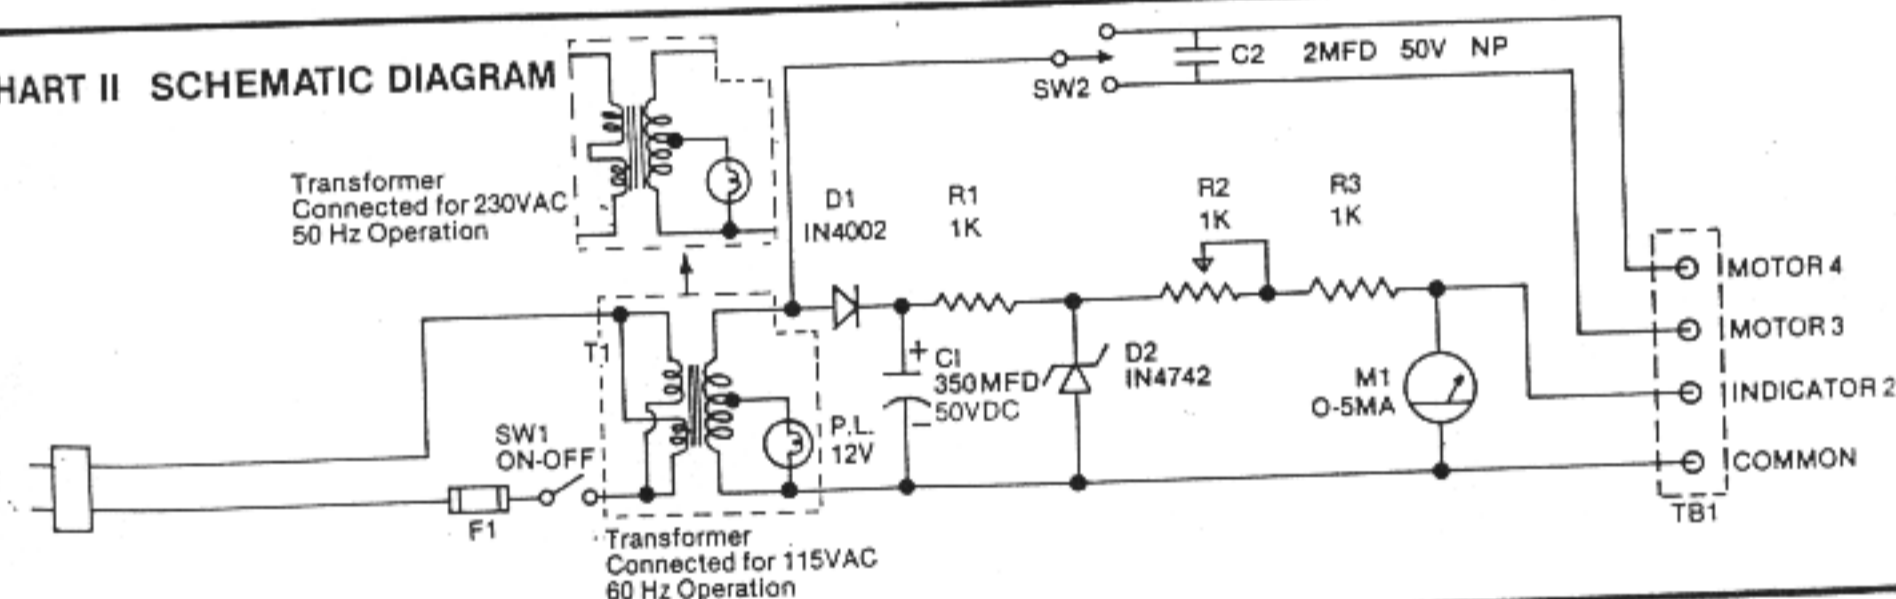 HART II SCHEMATIC DIAGRAM
C2 2MFD 50V NP
SW2
Transformer
Connected for 230VAC
50 Hz Operation
D1
IN4002
R1
1K
R2
1K
R3
1K
MOTOR 4
MOTOR 3
T1
+
C1
350MFD
50VDC
−
D2
IN4742
M1
0-5MA
INDICATOR 2
SW1
ON-OFF
P.L.
12V
COMMON
F1
TB1
Transformer
Connected for 115VAC
60 Hz Operation